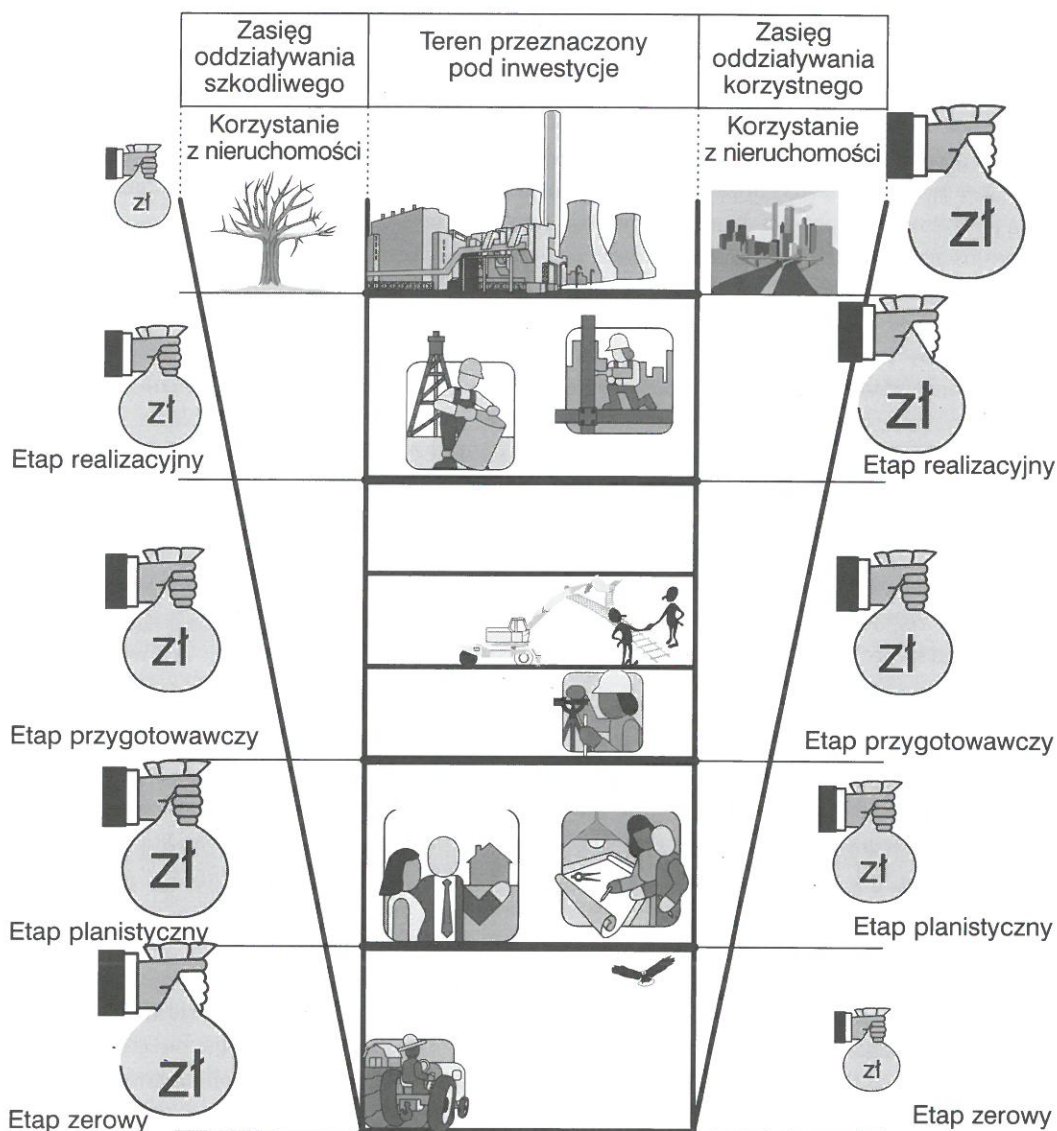 Zasięg
oddziaływania
szkodliwego
Teren przeznaczony
pod inwestycje
Zasięg
oddziaływania
korzystnego
Korzystanie
z nieruchomości
Korzystanie
z nieruchomości
zł
zł
zł
zł
Etap realizacyjny
Etap realizacyjny
zł
zł
Etap przygotowawczy
Etap przygotowawczy
zł
zł
Etap planistyczny
Etap planistyczny
zł
zł
Etap zerowy
Etap zerowy